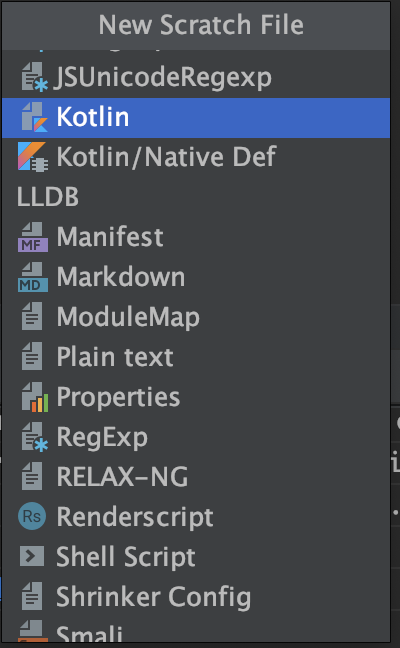 New Scratch File
JSUnicodeRegexp
Kotlin
Kotlin/Native Def
LLDB
MF Manifest
MD Markdown
ModuleMap
Plain text
Properties
RegExp
RELAX-NG
Rs Renderscript
Shell Script
Shrinker Config
Smali